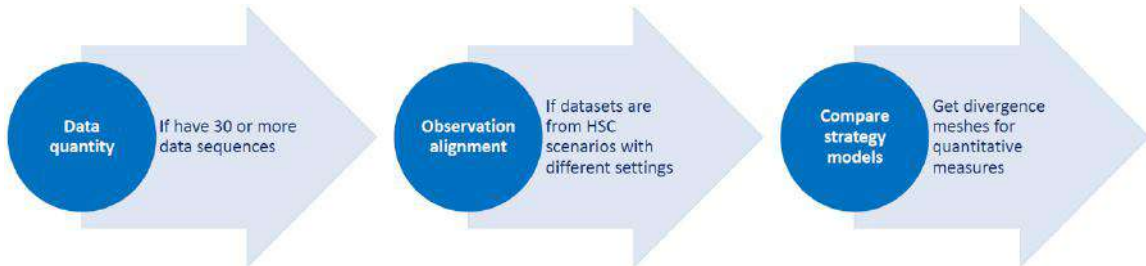 Data
quantity
If have 30 or more
data sequences
Observation
alignment
If datasets are
from HSC
scenarios with
different settings
Compare
strategy
models
Get divergence
meshes for
quantitative
measures